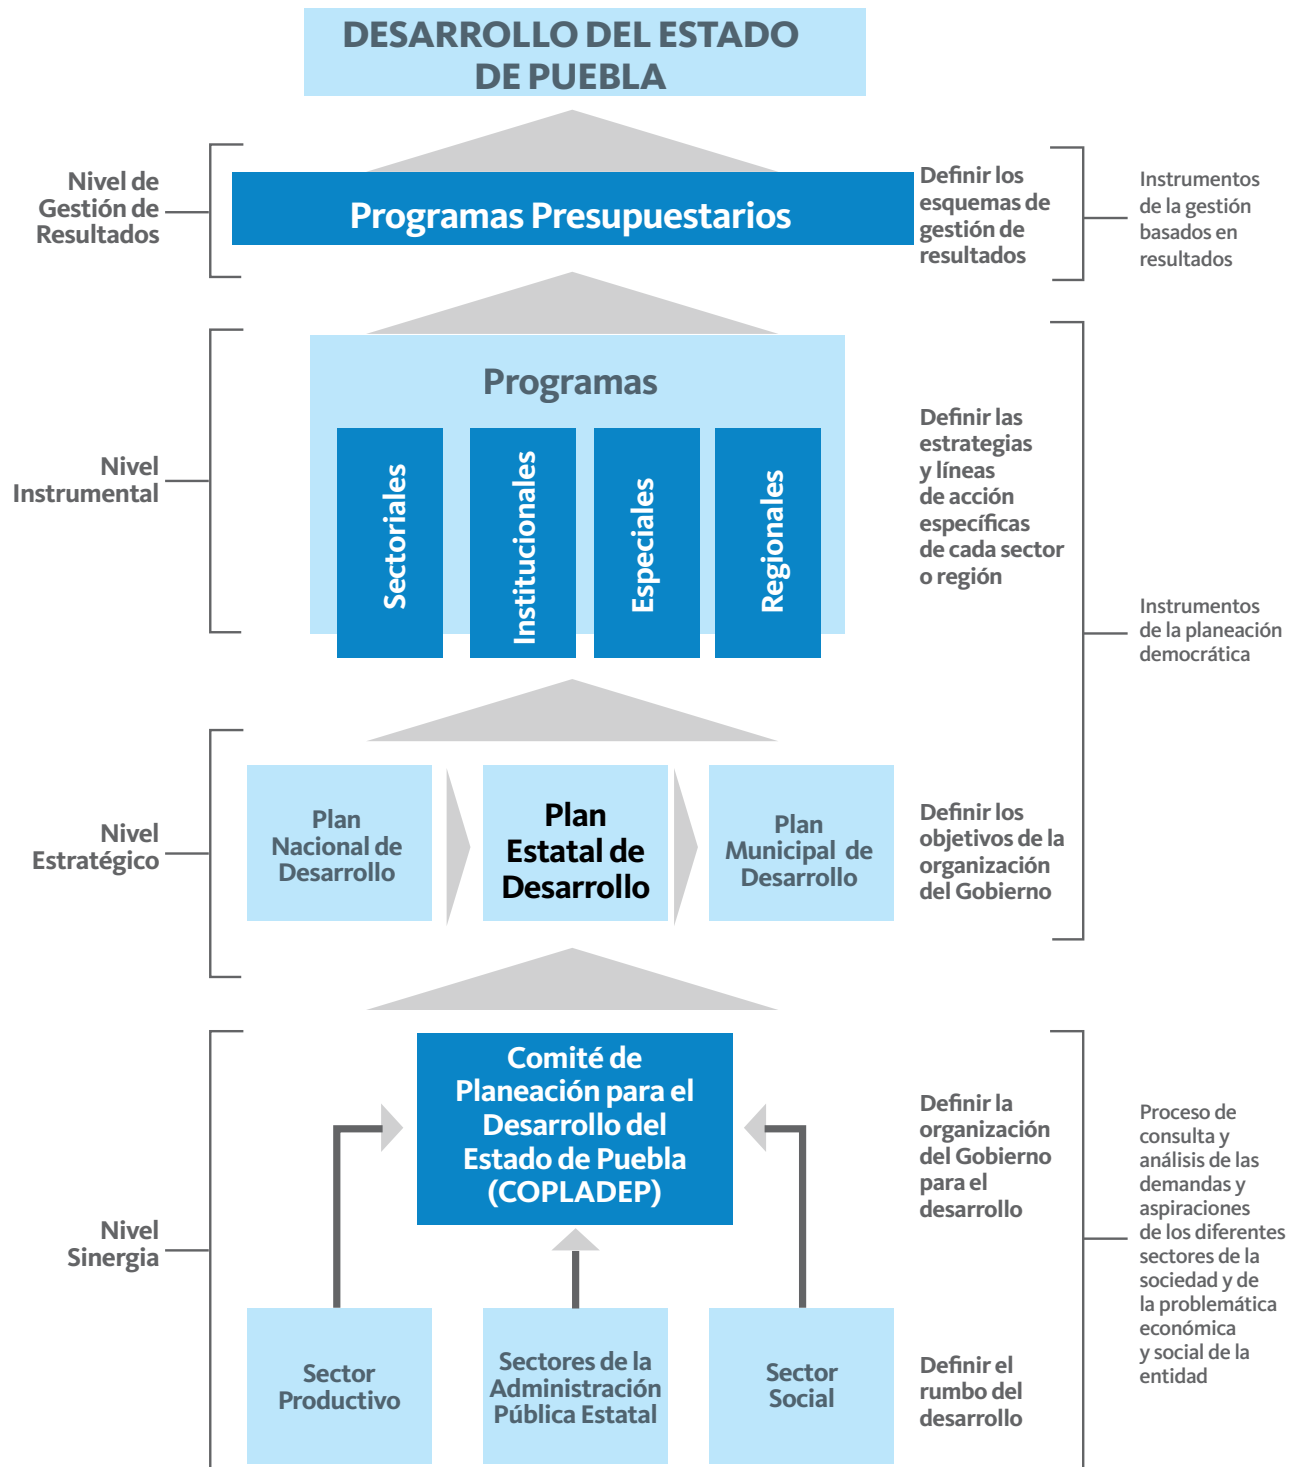 DESARROLLO DEL ESTADO
DE PUEBLA
Nivel de
Gestión de
Resultados
Programas Presupuestarios
Definir los
esquemas de
gestión de
resultados
Instrumentos
de la gestión
basados en
resultados
Nivel
Instrumental
Programas
Sectoriales
Institucionales
Especiales
Regionales
Definir las
estrategias
y líneas
de acción
específicas
de cada sector
o región
Instrumentos
de la planeación
democrática
Nivel
Estratégico
Plan
Nacional de
Desarrollo
Plan
Estatal de
Desarrollo
Plan
Municipal de
Desarrollo
Definir los
objetivos de la
organización
del Gobierno
Nivel
Sinergia
Comité de
Planeación para el
Desarrollo del
Estado de Puebla
(COPLADEP)
Definir la
organización
del Gobierno
para el
desarrollo
Proceso de
consulta y
análisis de las
demandas y
aspiraciones
de los diferentes
sectores de la
sociedad y de
la problemática
económica
y social de la
entidad
Sector
Productivo
Sectores de la
Administración
Pública Estatal
Sector
Social
Definir el
rumbo del
desarrollo